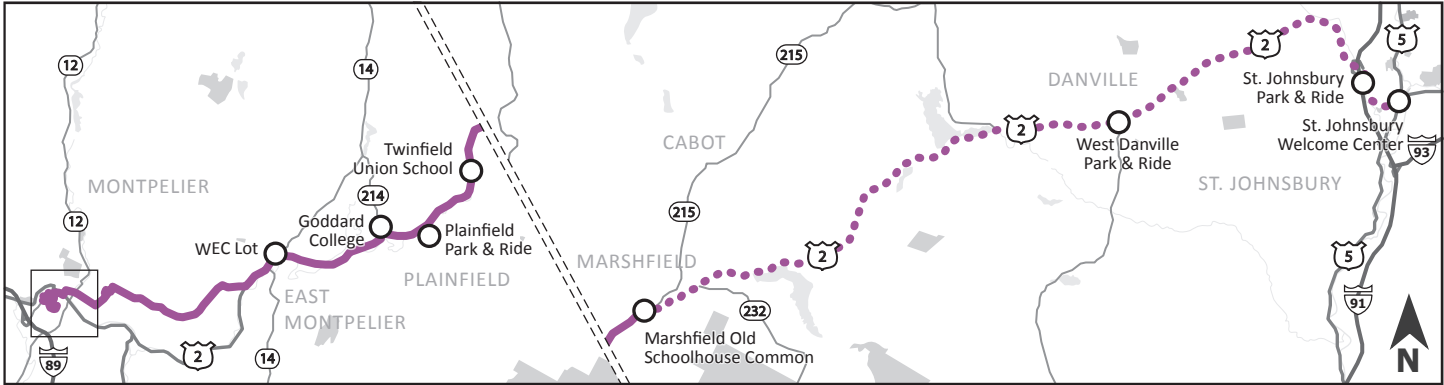 12
14
215
2
5
DANVILLE
St. Johnsbury
Park & Ride
Twinfield
Union School
CABOT
2
West Danville
Park & Ride
St. Johnsbury
Welcome Center
93
MONTPELIER
214
ST. JOHNSBURY
12
Goddard
College
215
WEC Lot
Plainfield
Park & Ride
PLAINFIELD
MARSHFIELD
2
5
EAST
MONTPELIER
232
91
Marshfield Old
Schoolhouse Common
89
2
14
N